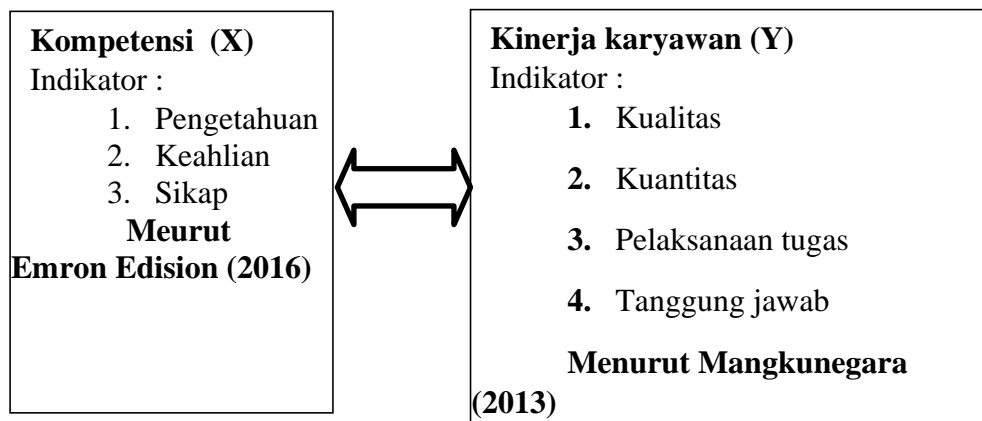 Kompetensi (X)
Indikator :
1. Pengetahuan
2. Keahlian
3. Sikap
Meurut
Emron Edision (2016)
Kinerja karyawan (Y)
Indikator :
1. Kualitas
2. Kuantitas
3. Pelaksanaan tugas
4. Tanggung jawab
Menurut Mangkunegara
(2013)